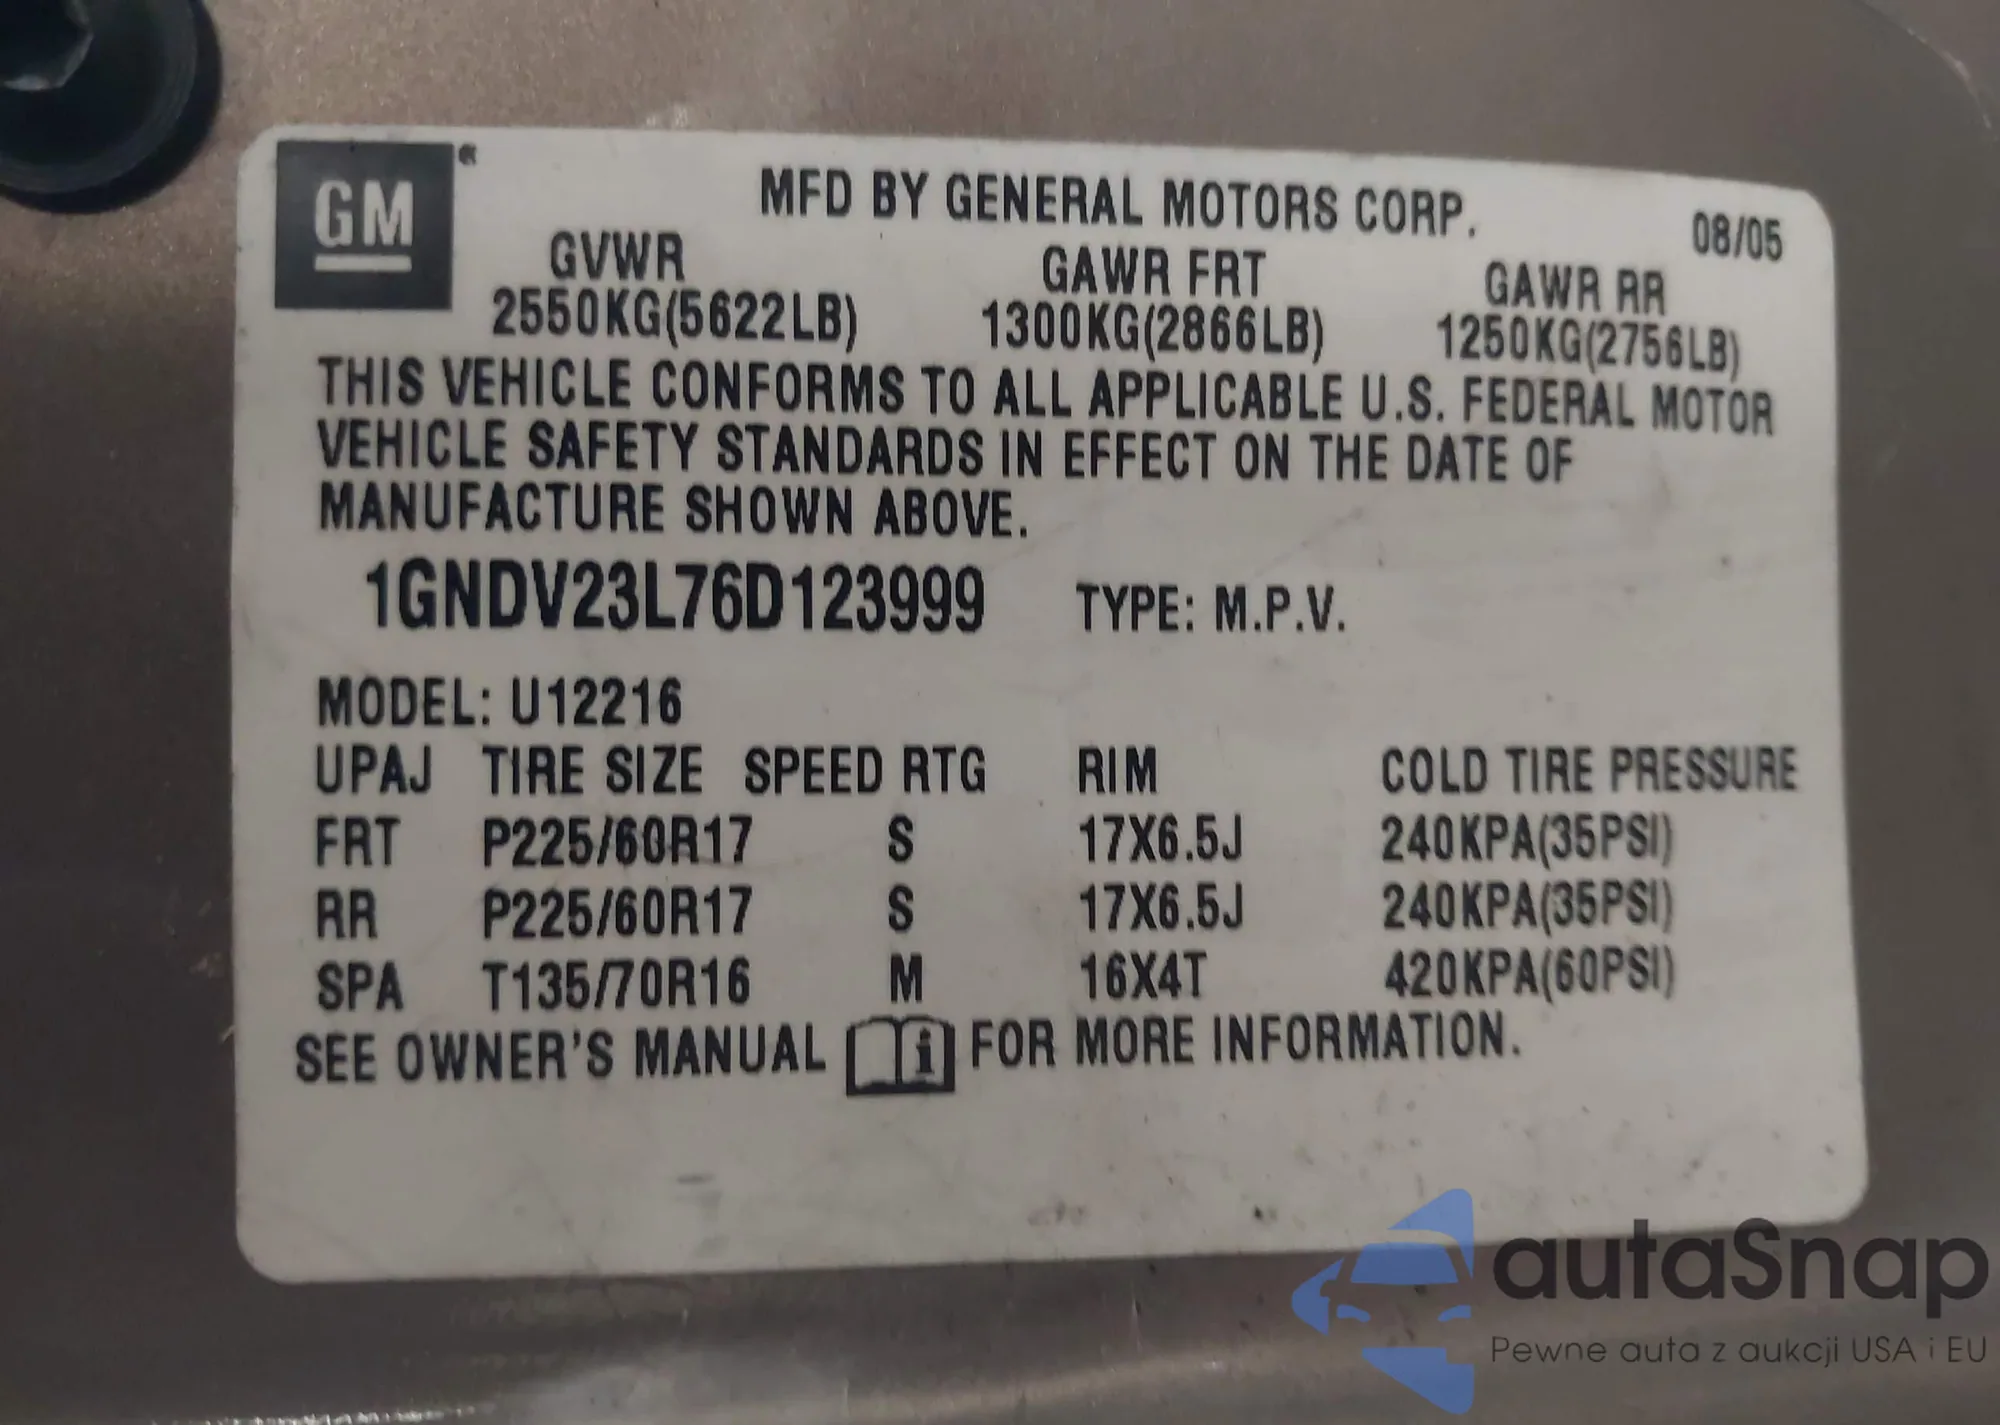 GM®
MFD BY GENERAL MOTORS CORP.
08/05
GVWR GAWR FRT GAWR RR
2550KG(5622LB) 1300KG(2866LB) 1250KG(2756LB)
THIS VEHICLE CONFORMS TO ALL APPLICABLE U.S. FEDERAL MOTOR
VEHICLE SAFETY STANDARDS IN EFFECT ON THE DATE OF
MANUFACTURE SHOWN ABOVE.
1GNDV23L76D123999 TYPE: M.P.V.
MODEL: U12216
UPAJ TIRE SIZE SPEED RTG RIM COLD TIRE PRESSURE
FRT P225/60R17 S 17X6.5J 240KPA(35PSI)
RR P225/60R17 S 17X6.5J 240KPA(35PSI)
SPA T135/70R16 M 16X4T 420KPA(60PSI)
SEE OWNER'S MANUAL i FOR MORE INFORMATION.
autaSnap
Pewne auta z aukcji USA i EU